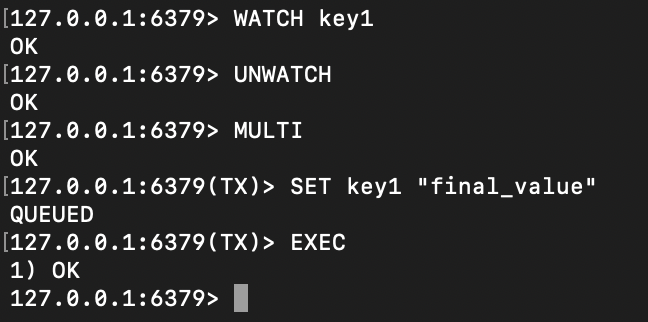 [127.0.0.1:6379> WATCH key1
OK
[127.0.0.1:6379> UNWATCH
OK
[127.0.0.1:6379> MULTI
OK
[127.0.0.1:6379(TX)> SET key1 "final_value"
QUEUED
[127.0.0.1:6379(TX)> EXEC
1) OK
127.0.0.1:6379>